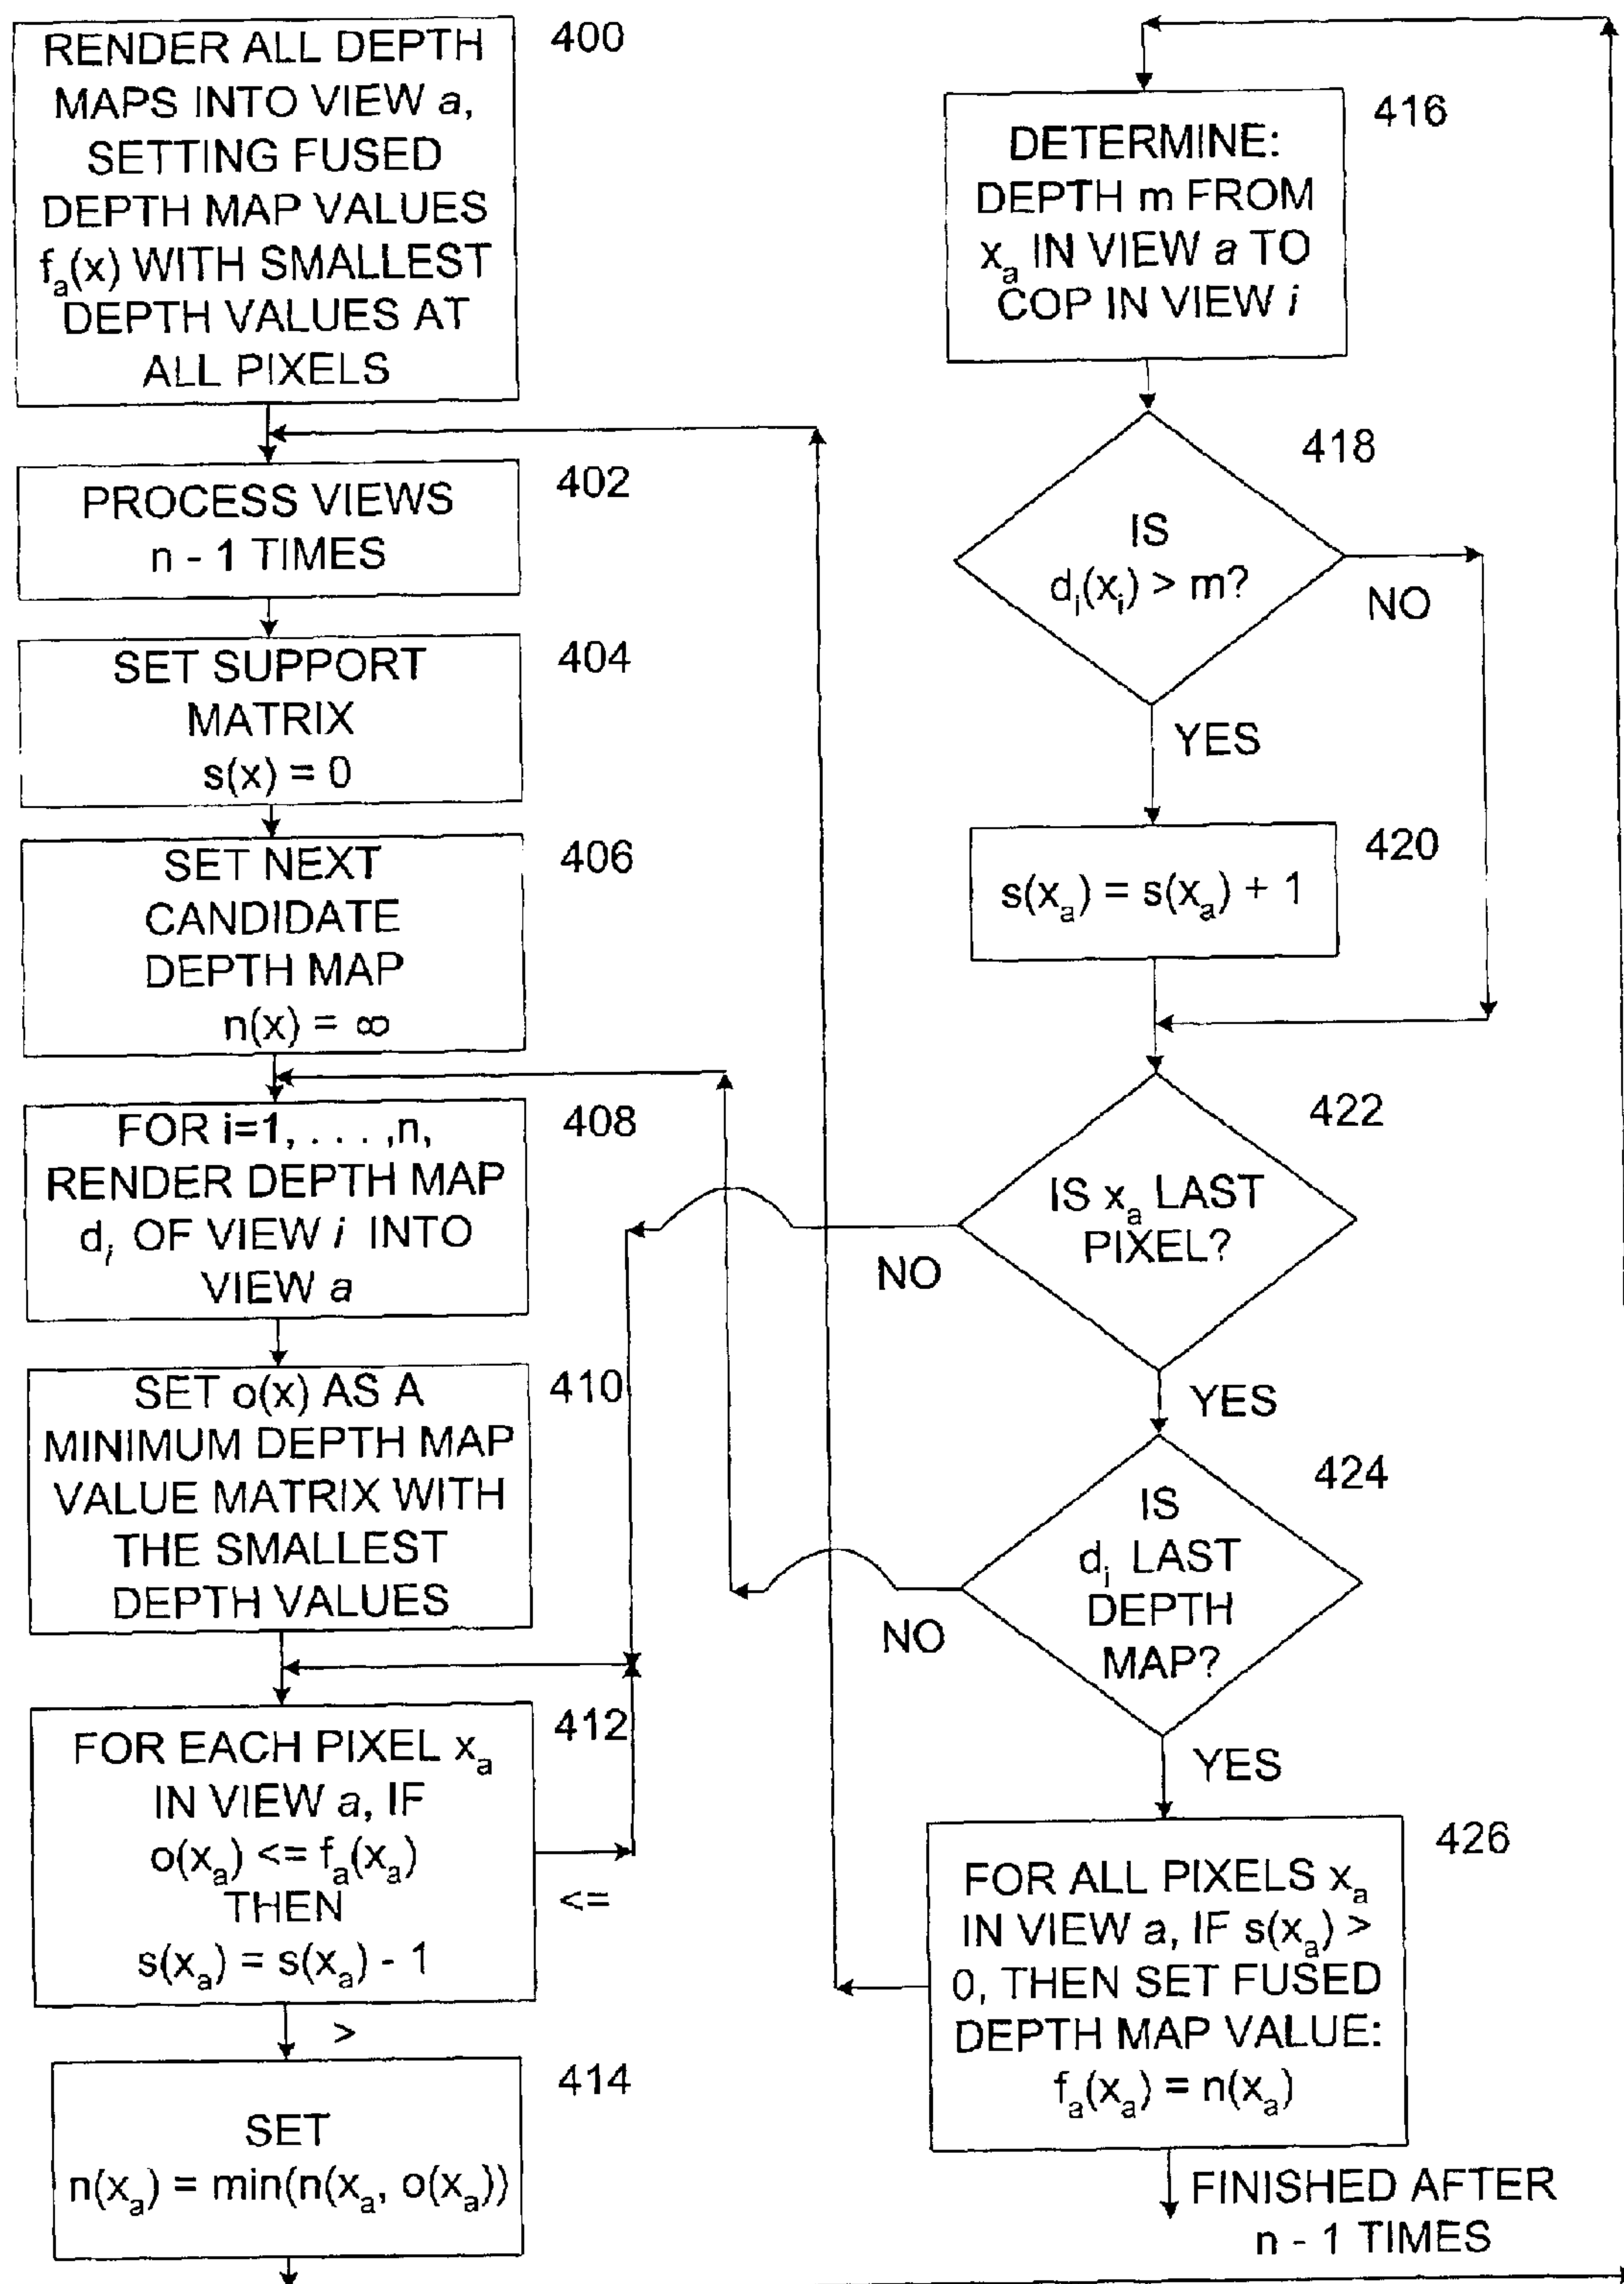 RENDER ALL DEPTH
MAPS INTO VIEW a,
SETTING FUSED
DEPTH MAP VALUES
fa(x) WITH SMALLEST
DEPTH VALUES AT
ALL PIXELS
400
PROCESS VIEWS
n - 1 TIMES
402
SET SUPPORT
MATRIX
s(x) = 0
404
SET NEXT
CANDIDATE
DEPTH MAP
n(x) = ∞
406
FOR i=1, . . . ,n,
RENDER DEPTH MAP
di OF VIEW i INTO
VIEW a
408
SET o(x) AS A
MINIMUM DEPTH MAP
VALUE MATRIX WITH
THE SMALLEST
DEPTH VALUES
410
FOR EACH PIXEL xa
IN VIEW a, IF
o(xa) <= fa(xa)
THEN
s(xa) = s(xa) - 1
412
<=
>
SET
n(xa) = min(n(xa, o(xa))
414
DETERMINE:
DEPTH m FROM
xa IN VIEW a TO
COP IN VIEW i
416
IS
di(xi) > m?
418
NO
YES
s(xa) = s(xa) + 1
420
IS xa LAST
PIXEL?
422
NO
YES
IS
di LAST
DEPTH
MAP?
424
NO
YES
FOR ALL PIXELS xa
IN VIEW a, IF s(xa) >
0, THEN SET FUSED
DEPTH MAP VALUE:
fa(xa) = n(xa)
426
FINISHED AFTER
n - 1 TIMES